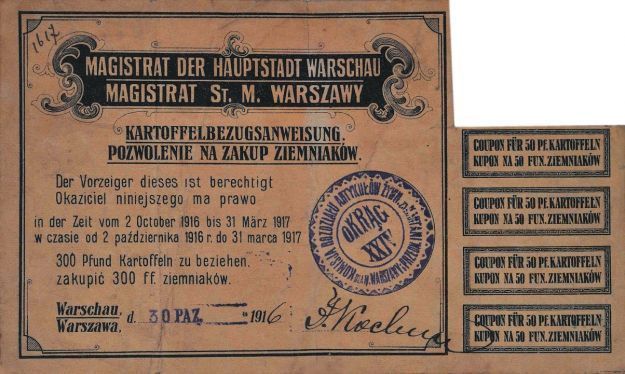 1617
MAGISTRAT DER HAUPTSTADT WARSCHAU
MAGISTRAT ST. M. WARSZAWY
KARTOFFELBEZUGSANWEISUNG.
POZWOLENIE NA ZAKUP ZIEMNIAKÓW.
Der Vorzeiger dieses ist berechtigt
Okaziciel niniejszego ma prawo
in der Zeit vom 2 October 1916 bis 31 März 1917
w czasie od 2 października 1916 r. do 31 marca 1917
300 Pfund Kartoffeln zu beziehen.
zakupić 300 ff. ziemniaków.
Warschau,
Warszawa, d. 30 PAZ. 1916
OKRĄG
XXIV
COUPON FÜR 50 PF. KARTOFFELN
KUPON NA 50 FUN. ZIEMNIAKÓW
COUPON FÜR 50 PF. KARTOFFELN
KUPON NA 50 FUN. ZIEMNIAKÓW
COUPON FÜR 50 PF. KARTOFFELN
KUPON NA 50 FUN. ZIEMNIAKÓW
COUPON FÜR 50 PF. KARTOFFELN
KUPON NA 50 FUN. ZIEMNIAKÓW